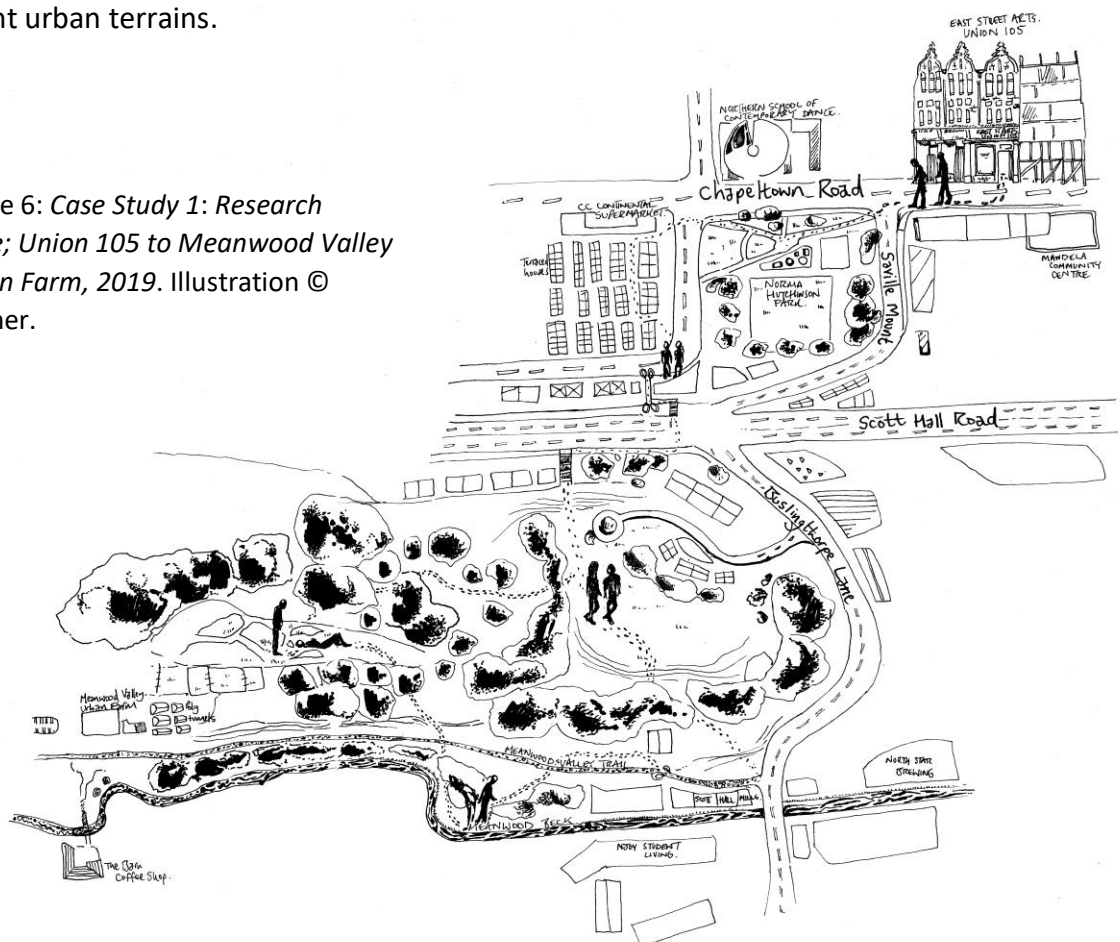 nt urban terrains.
e 6: Case Study 1: Research
e; Union 105 to Meanwood Valley
n Farm, 2019. Illustration ©
ner.
EAST STREET ARTS.
UNION 105
NORTHERN SCHOOL OF
CONTEMPORARY DANCE.
Chapeltown Road
CC CONTINENTAL
SUPERMARKET.
Terraced
houses
NORMA
HUTCHINSON
PARK.
Saville Mount
MANDELA
COMMUNITY
CENTRE
Scott Hall Road
Buslingthorpe Lane
Meanwood Valley
Urban Farm
Poly
tunnels
MEANWOOD VALLEY TRAIL
NORTH STAR
BREWING
SCOTT HALL MILLS
MEANWOOD BECK
STUDENT
LIVING.
The Barn
Coffee Shop.